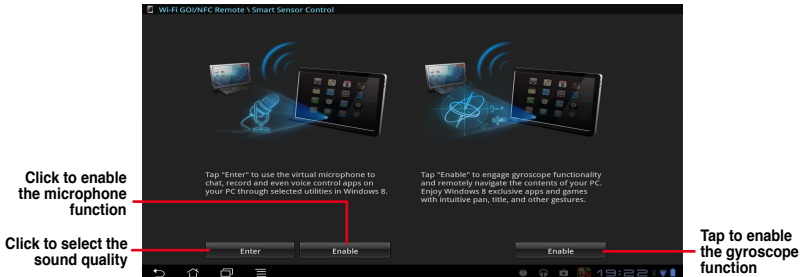 Wi-Fi GO!/NFC Remote \ Smart Sensor Control
Tap "Enter" to use the virtual microphone to
chat, record and even voice control apps on
your PC through selected utilities in Windows 8.
Tap "Enable" to engage gyroscope functionality
and remotely navigate the contents of your PC.
Enjoy Windows 8 exclusive apps and games
with intuitive pan, title, and other gestures.
Click to enable
the microphone
function
Click to select the
sound quality
Enter
Enable
Enable
Tap to enable
the gyroscope
function
19:22